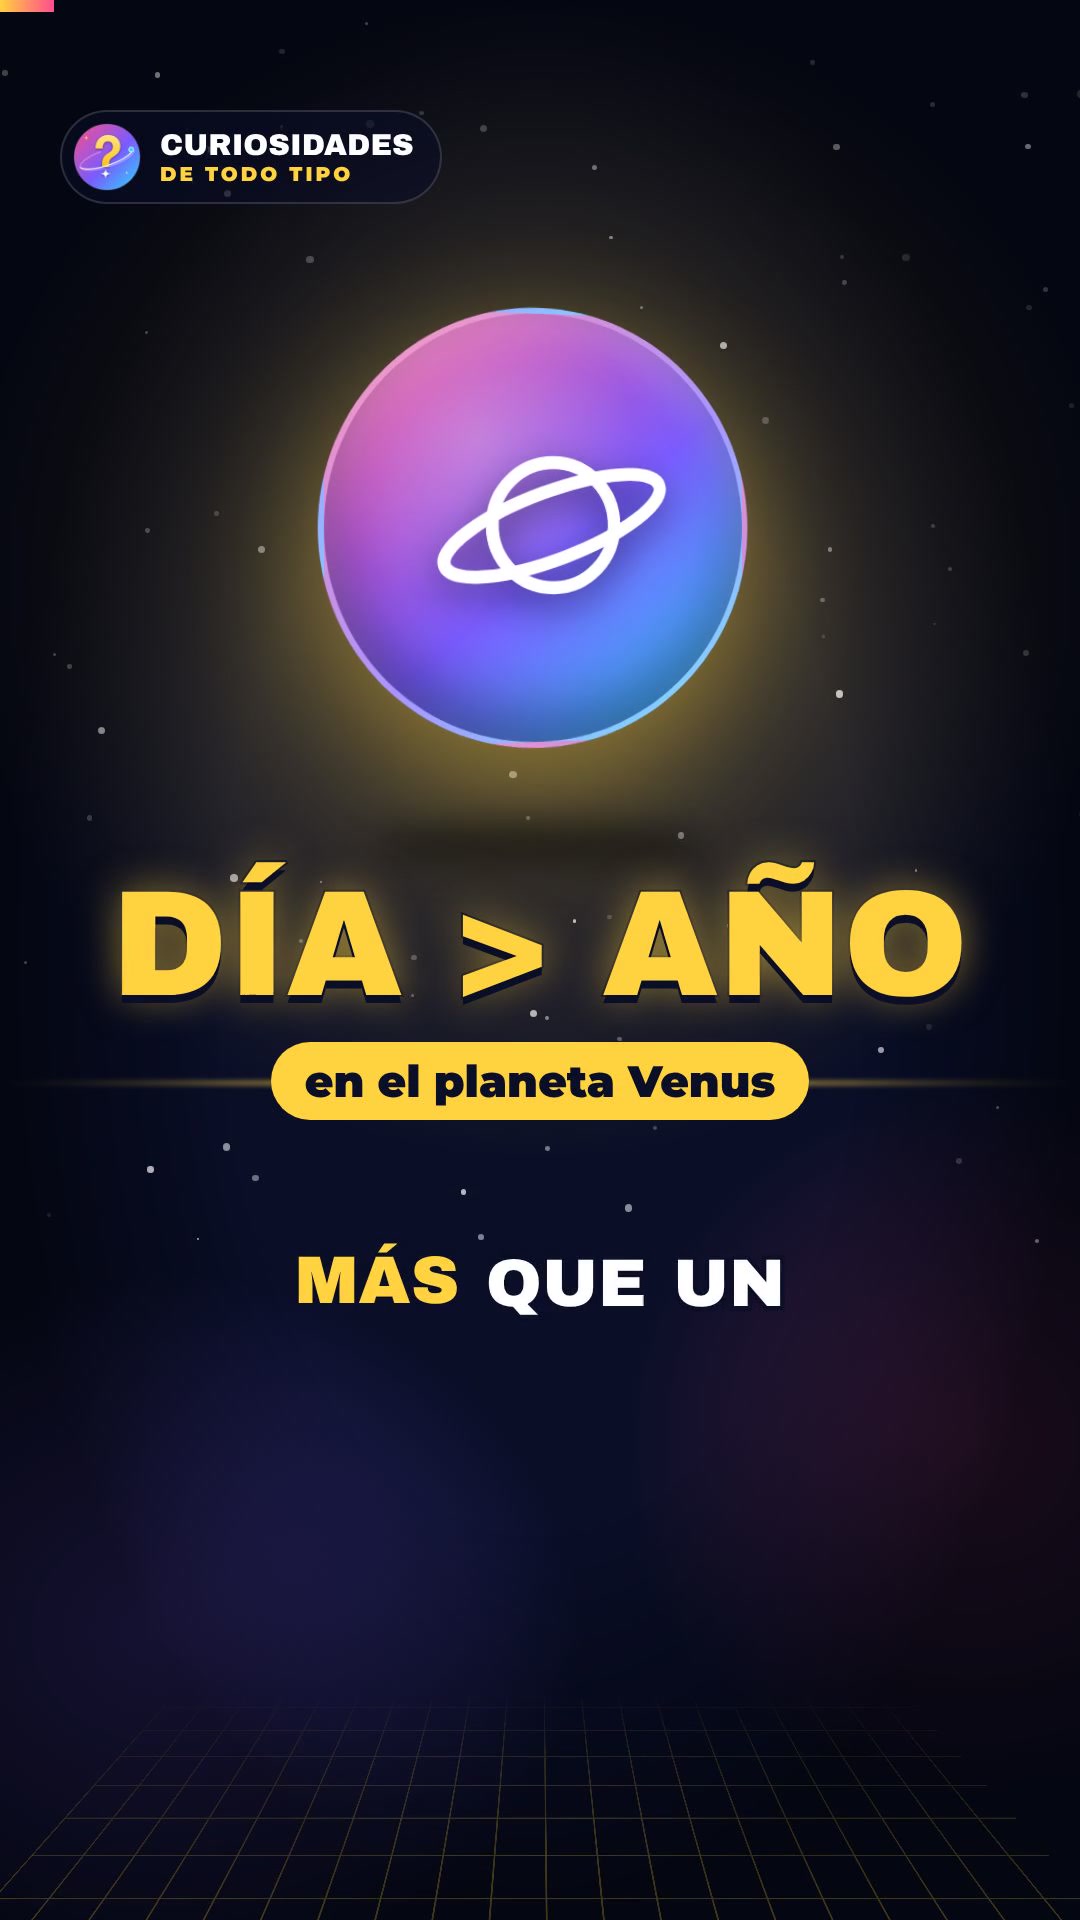 CURIOSIDADES
DE TODO TIPO
DÍA > AÑO
en el planeta Venus
MÁS QUE UN